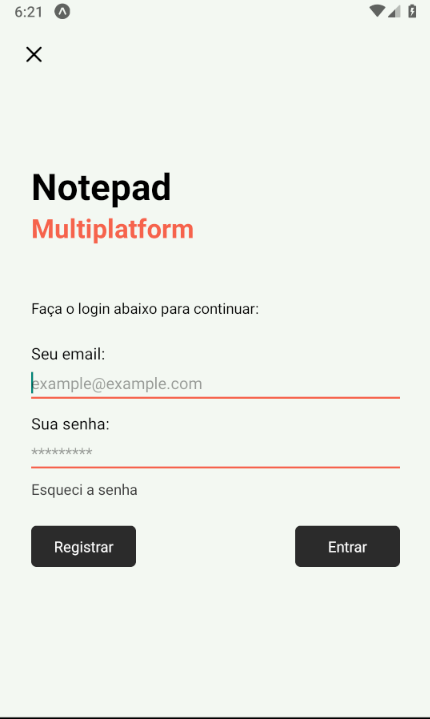 6:21
Notepad
Multiplatform
Faça o login abaixo para continuar:
Seu email:
example@example.com
Sua senha:
*********
Esqueci a senha
Registrar Entrar